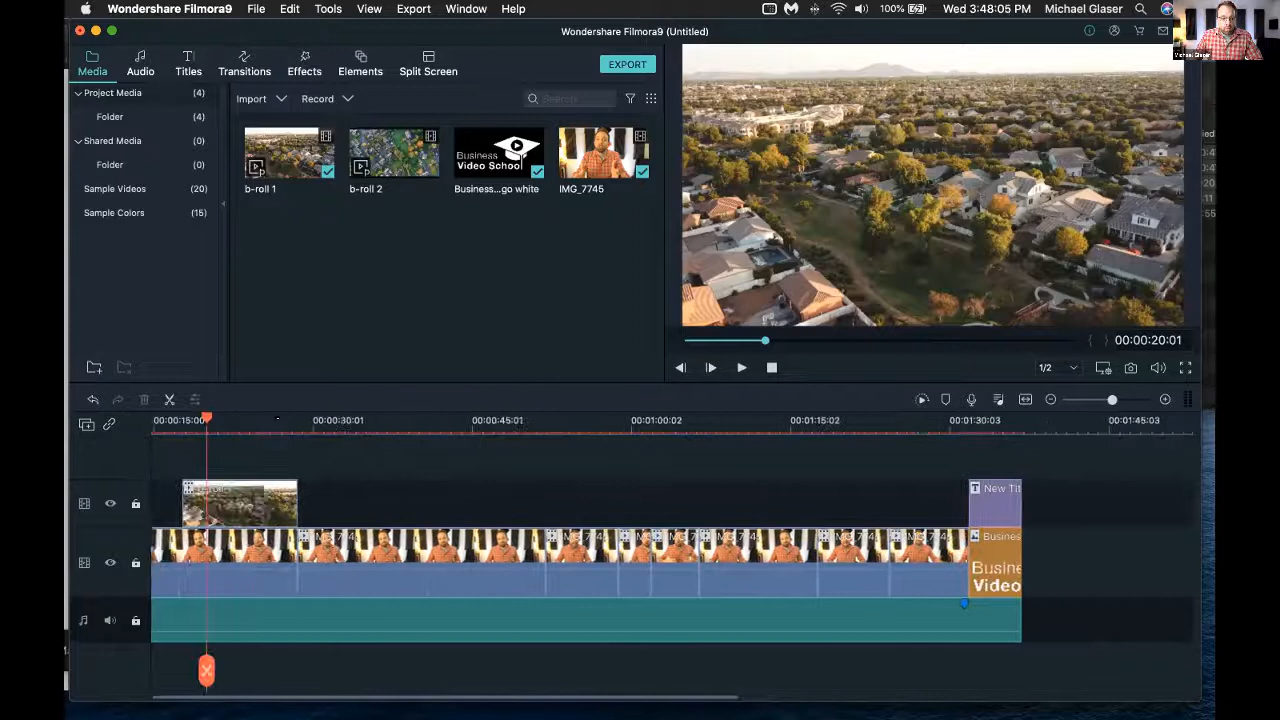 Wondershare Filmora9 File Edit Tools View Export Window Help 100% Wed 3:48:05 PM Michael Glaser
Wondershare Filmora9 (Untitled)
Michael Glaser
Media Audio Titles Transitions Effects Elements Split Screen EXPORT
Project Media (4)
Folder (4)
Shared Media (0)
Folder (0)
Sample Videos (20)
Sample Colors (15)
Import Record Search
Business
Video School
b-roll 1 b-roll 2 Business...go white IMG_7745
00:00:20:01
1/2
00:00:15:00 00:00:30:01 00:00:45:01 00:01:00:02 00:01:15:02 00:01:30:03 00:01:45:03
New Tit
Busines
Busine
Video